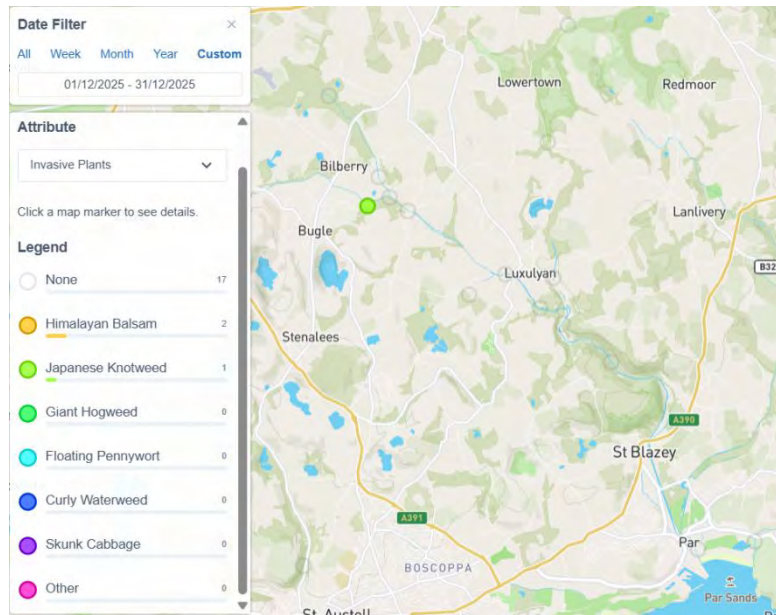 Date Filter ×
All Week Month Year Custom
01/12/2025 - 31/12/2025
Attribute
Invasive Plants
Click a map marker to see details.
Legend
None 17
Himalayan Balsam 2
Japanese Knotweed 1
Giant Hogweed 0
Floating Pennywort 0
Curly Waterweed 0
Skunk Cabbage 0
Other 0
Lowertown
Redmoor
Bilberry
Lanlivery
Bugle
B32
Luxulyan
Stenalees
A390
St Blazey
A391
Par
BOSCOPPA
Par Sands
St. Austell